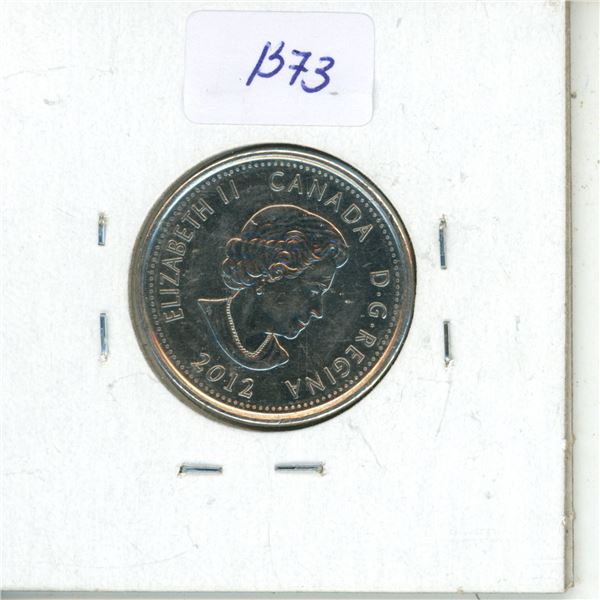 B73
ELIZABETH II CANADA D·G·REGINA
2012